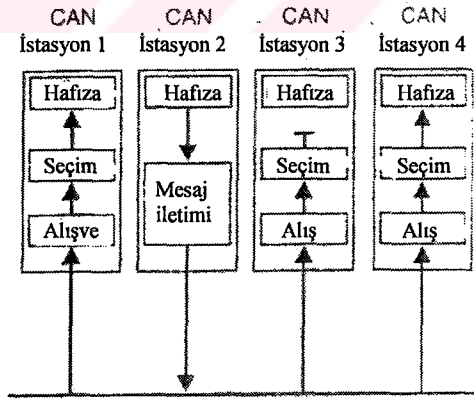 CAN CAN CAN CAN
İstasyon 1 İstasyon 2 İstasyon 3 İstasyon 4
Hafıza Hafıza Hafıza Hafıza
Seçim Mesaj iletimi Seçim Seçim
Alışve Alış Alış